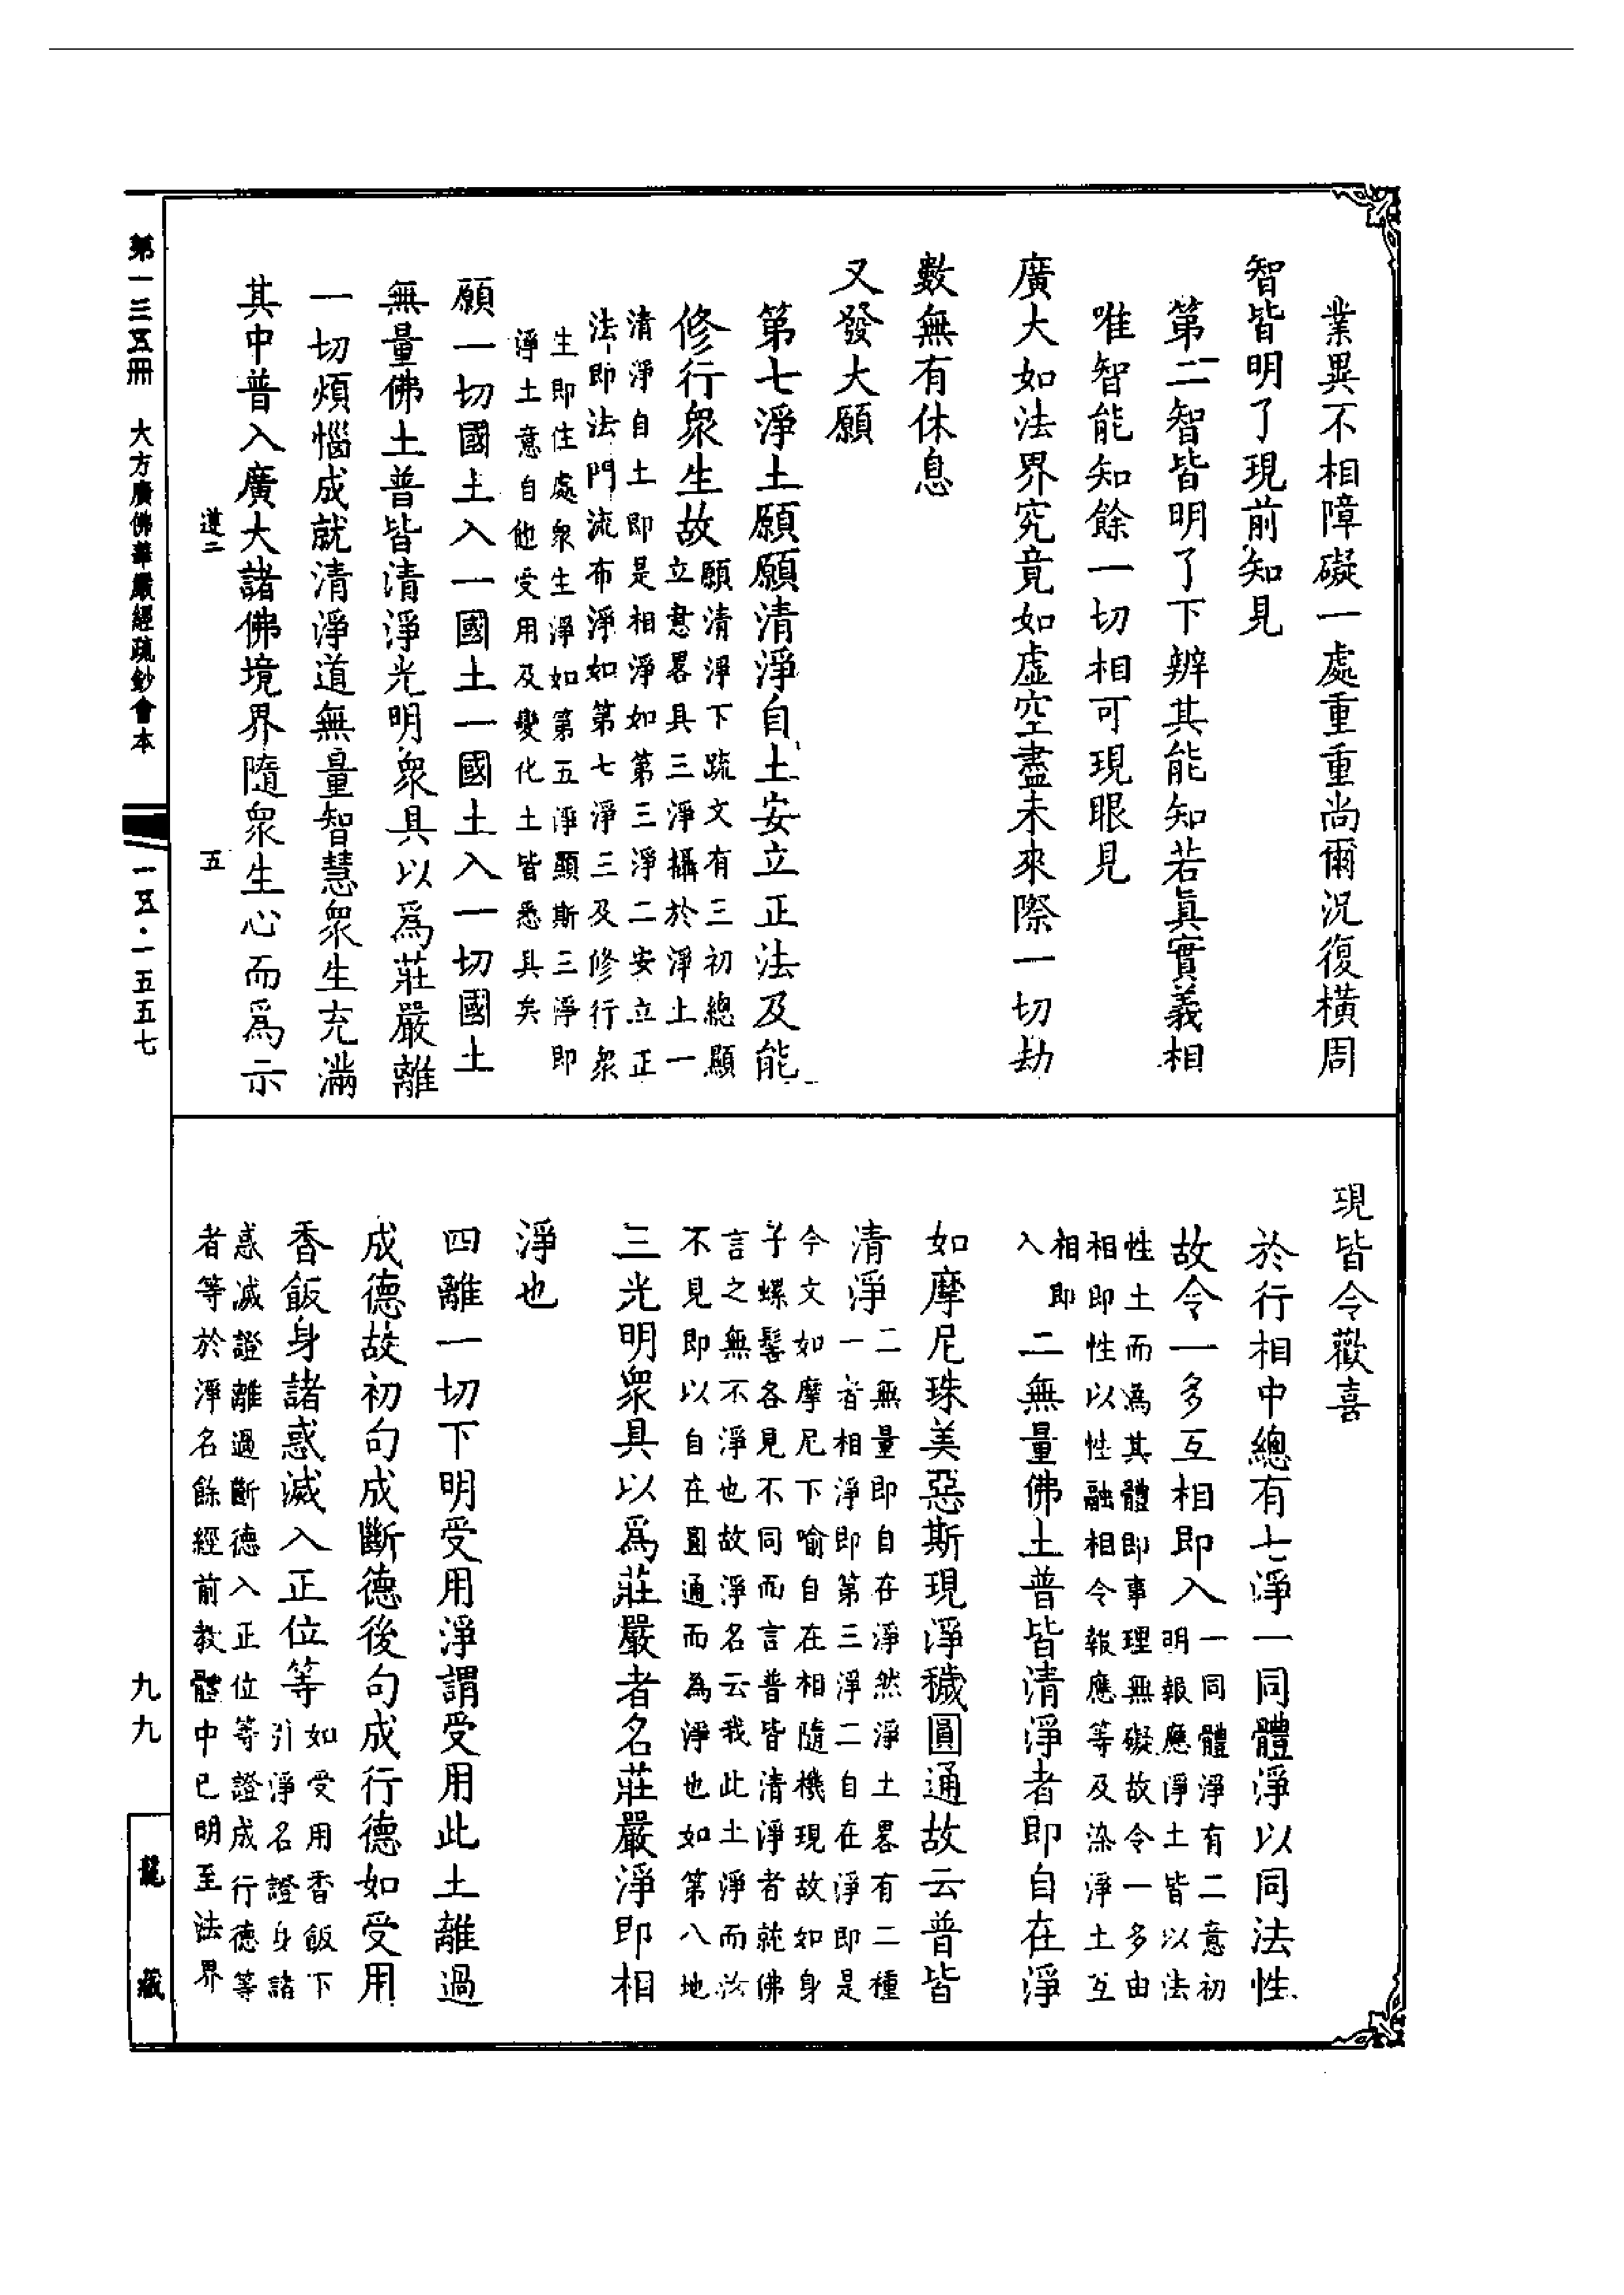 業異不相障礙一處重重尚爾況復橫周
智皆明了現前知見
第二智皆明了下辨其能知若眞實義相
唯智能知餘一切相可現眼見
廣大如法界究竟如虛空盡未來際一切劫
數無有休息
又發大願
第七淨土願願清淨自土安立正法及能
修行衆生故
願清淨下疏文有三初總顯
立意畧具三淨攝於淨土一
清淨自土即是相淨如第三淨二安立正
法即法門流布淨如第七淨三及修行衆
生即住處衆生淨如第五淨顯斯三淨即
淨土意自他受用及變化土皆悉具矣
願一切國土入一國土一國土入一切國土
無量佛土普皆清淨光明衆具以爲莊嚴離
一切煩惱成就清淨道無量智慧衆生充滿
其中普入廣大諸佛境界隨衆生心而爲示
遵二 五
現皆令歡喜
於行相中總有七淨一同體淨以同法性
故令一多互相即入
一同體淨有二意初
明報應淨土皆以法
性土而爲其體即事理無礙故令一多由
相即性以性融相令報應等及染淨土互
相即
入
二無量佛土普皆清淨者即自在淨
如摩尼珠美惡斯現淨穢圓通故云普皆
清淨
二無量即自在淨然淨土畧有二種
一者相淨即第三淨二自在淨即是
今文如摩尼下喻自在相隨機現故如身
子螺髻各見不同而言普皆清淨者就佛
言之無不淨也故淨名云我此土淨而汝
不見即以自在圓通而為淨也如第八地
三光明衆具以爲莊嚴者名莊嚴淨即相
淨也
四離一切下明受用淨謂受用此土離過
成德故初句成斷德後句成行德如受用
香飯身諸惑滅入正位等
如受用香飯下
引淨名證身諸
惑滅證離過斷德入正位等證成行德等
者等於淨名餘經前教體中已明至法界
第一三五冊 大方廣佛華嚴經疏鈔會本
一五·一五五七
九九
龍藏